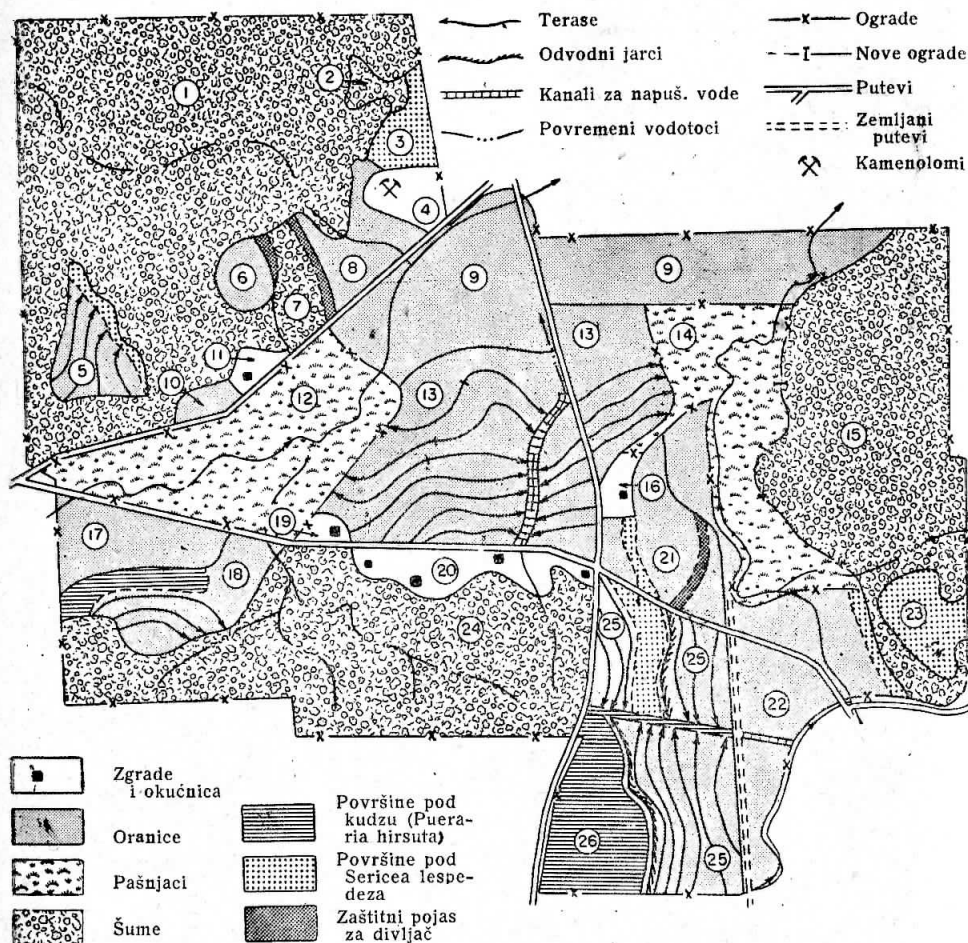 Terase
Odvodni jarci
Kanali za napuš. vode
Povremeni vodotoci
Ograde
Nove ograde
Putevi
Zemljani
putevi
Kamenolomi
1
2
3
4
6
7
8
9
9
5
10
11
12
13
13
14
15
16
17
18
19
20
21
22
23
24
25
25
25
26
Zgrade
i okućnica
Oranice
Pašnjaci
Šume
Površine pod
kudzu (Puera-
ria hirsuta)
Površine pod
Sericea lespe-
deza
Zaštitni pojas
za divljač